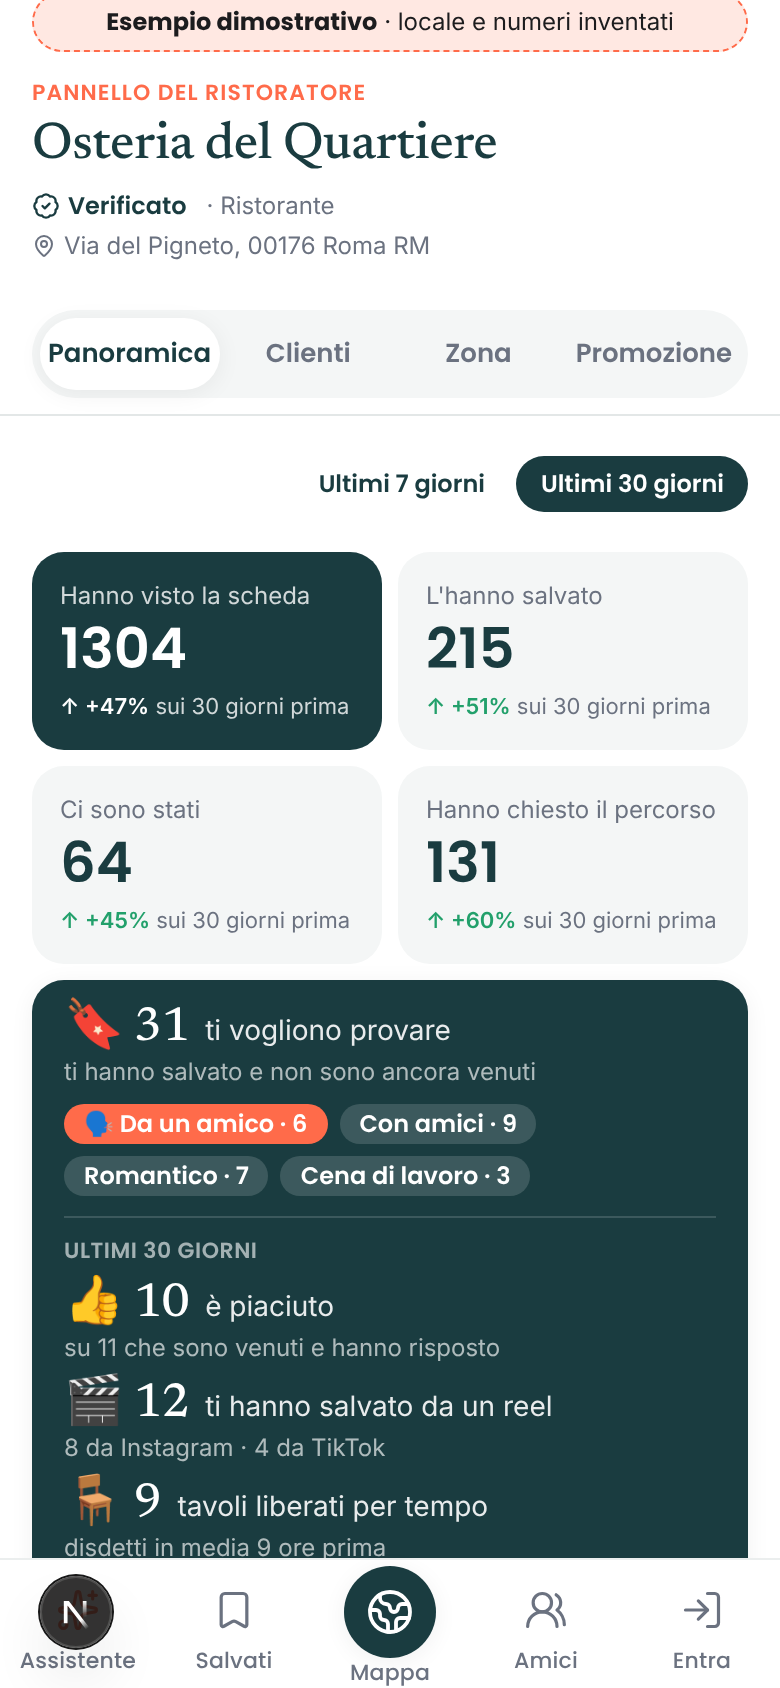 Esempio dimostrativo · locale e numeri inventati
PANNELLO DEL RISTORATORE
Osteria del Quartiere
Verificato · Ristorante
Via del Pigneto, 00176 Roma RM
Panoramica Clienti Zona Promozione
Ultimi 7 giorni Ultimi 30 giorni
Hanno visto la scheda
1304
↑ +47% sui 30 giorni prima
L'hanno salvato
215
↑ +51% sui 30 giorni prima
Ci sono stati
64
↑ +45% sui 30 giorni prima
Hanno chiesto il percorso
131
↑ +60% sui 30 giorni prima
31 ti vogliono provare
ti hanno salvato e non sono ancora venuti
Da un amico · 6 Con amici · 9
Romantico · 7 Cena di lavoro · 3
ULTIMI 30 GIORNI
10 è piaciuto
su 11 che sono venuti e hanno risposto
12 ti hanno salvato da un reel
8 da Instagram · 4 da TikTok
9 tavoli liberati per tempo
disdetti in media 9 ore prima
N
Assistente Salvati Mappa Amici Entra